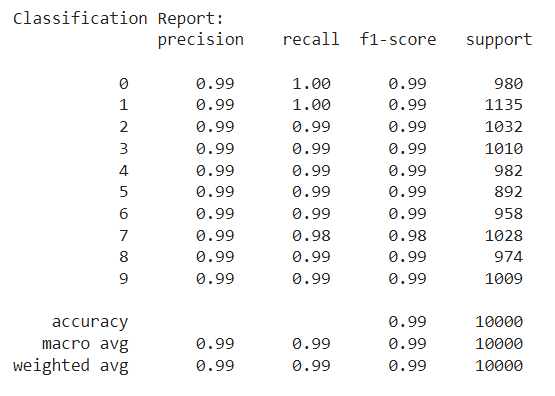 Classification Report:
precision recall f1-score support
0 0.99 1.00 0.99 980
1 0.99 1.00 0.99 1135
2 0.99 0.99 0.99 1032
3 0.99 0.99 0.99 1010
4 0.99 0.99 0.99 982
5 0.99 0.99 0.99 892
6 0.99 0.99 0.99 958
7 0.99 0.98 0.98 1028
8 0.99 0.99 0.99 974
9 0.99 0.99 0.99 1009
accuracy 0.99 10000
macro avg 0.99 0.99 0.99 10000
weighted avg 0.99 0.99 0.99 10000